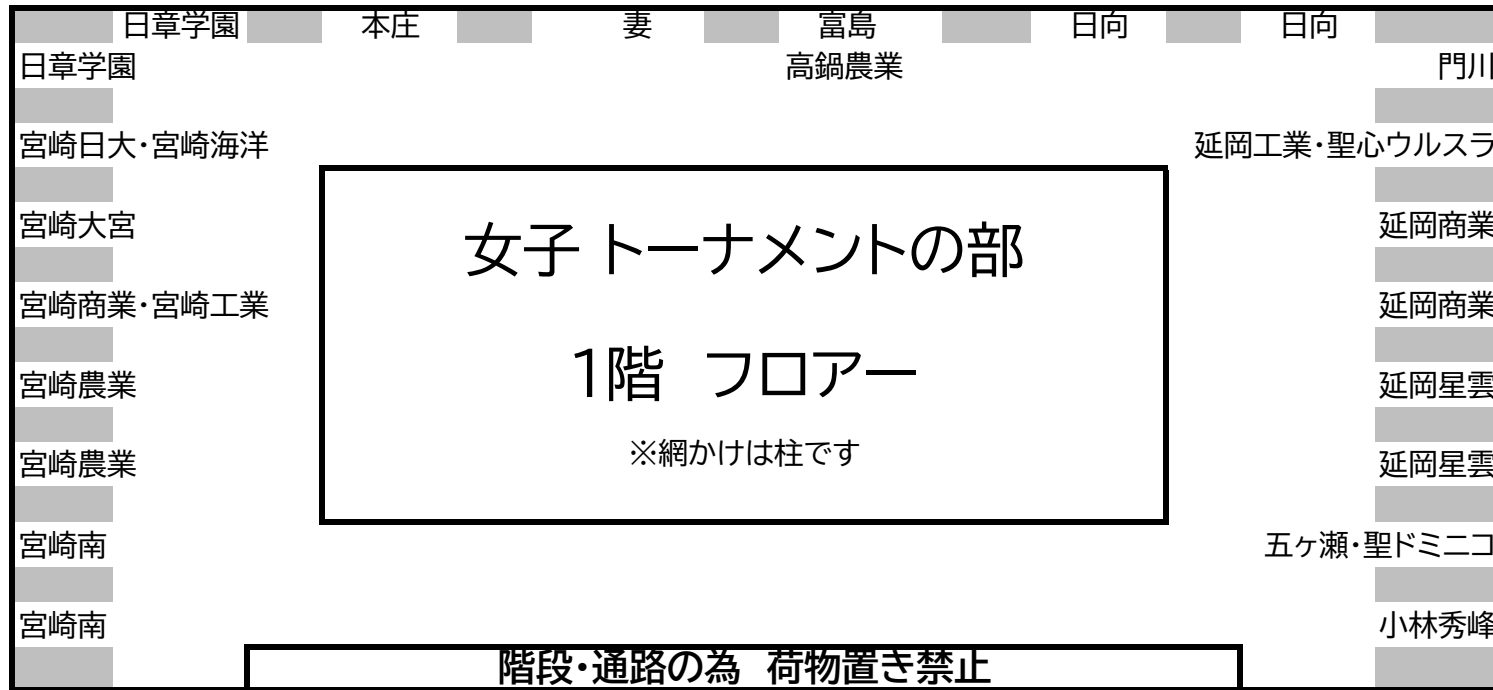 日章学園 本庄 妻 富島 日向 日向
日章学園 高鍋農業 門川
宮崎日大・宮崎海洋 延岡工業・聖心ウルスラ
宮崎大宮 女子 トーナメントの部 延岡商業
宮崎商業・宮崎工業 延岡商業
1階 フロアー
宮崎農業 延岡星雲
※網かけは柱です
宮崎農業 延岡星雲
宮崎南 五ヶ瀬・聖ドミニコ
宮崎南 小林秀峰
階段・通路の為 荷物置き禁止